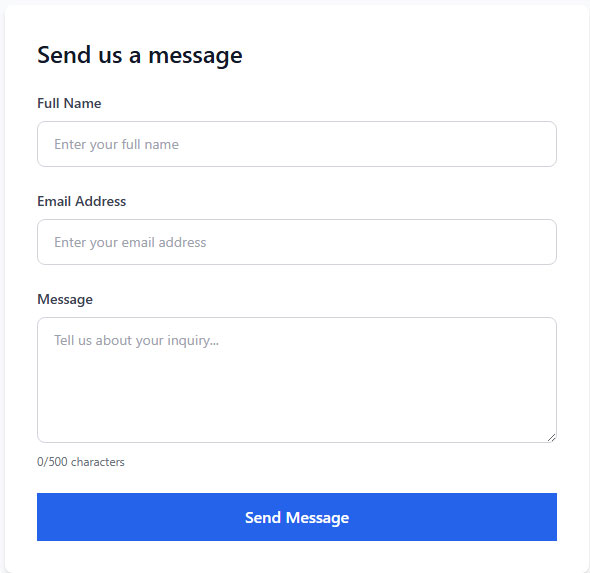 Send us a message
Full Name
Enter your full name
Email Address
Enter your email address
Message
Tell us about your inquiry...
0/500 characters
Send Message